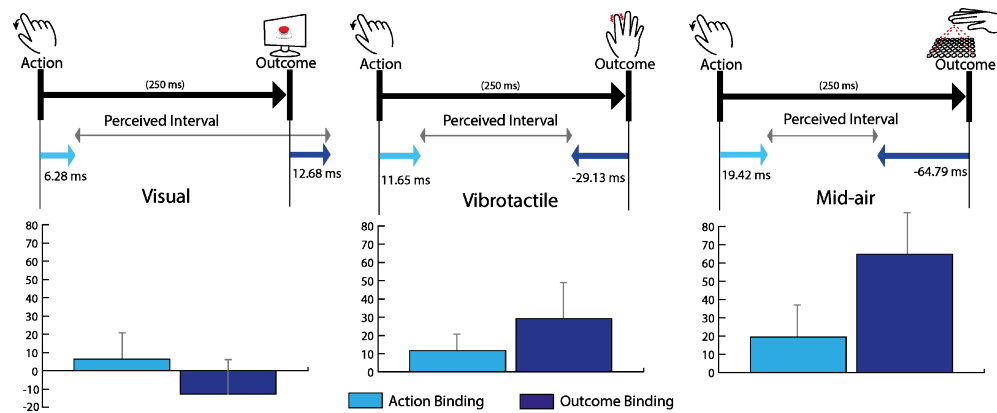 Action
Outcome
(250 ms)
Perceived Interval
6.28 ms
12.68 ms
Visual
80
70
60
50
40
30
20
10
0
-10
-20
Action
Outcome
(250 ms)
Perceived Interval
11.65 ms
-29.13 ms
Vibrotactile
80
70
60
50
40
30
20
10
0
Action
Outcome
(250 ms)
Perceived Interval
19.42 ms
-64.79 ms
Mid-air
80
70
60
50
40
30
20
10
0
Action Binding
Outcome Binding